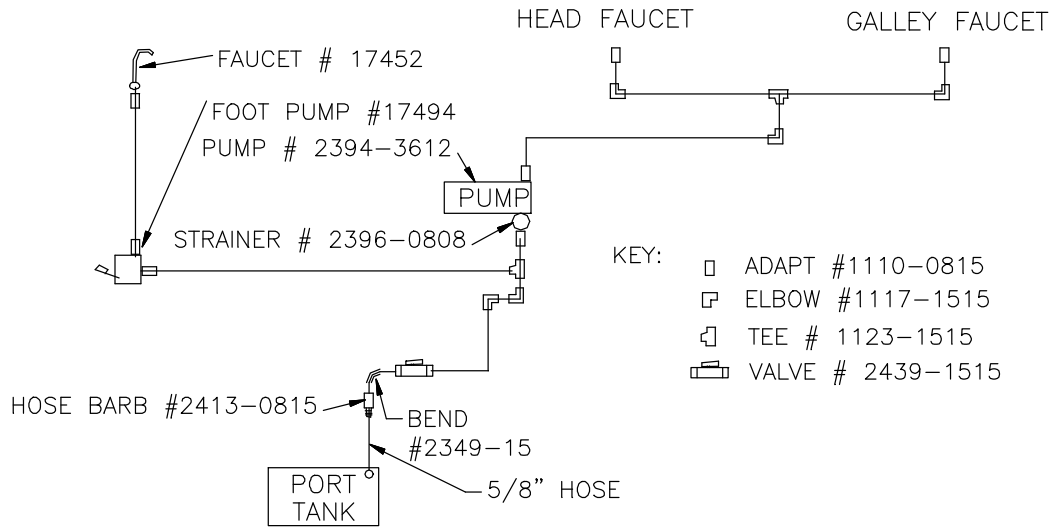 HEAD FAUCET
GALLEY FAUCET
FAUCET # 17452
FOOT PUMP #17494
PUMP # 2394-3612
PUMP
STRAINER # 2396-0808
KEY:
ADAPT #1110-0815
ELBOW #1117-1515
TEE # 1123-1515
VALVE # 2439-1515
HOSE BARB #2413-0815
BEND
#2349-15
5/8" HOSE
PORT
TANK